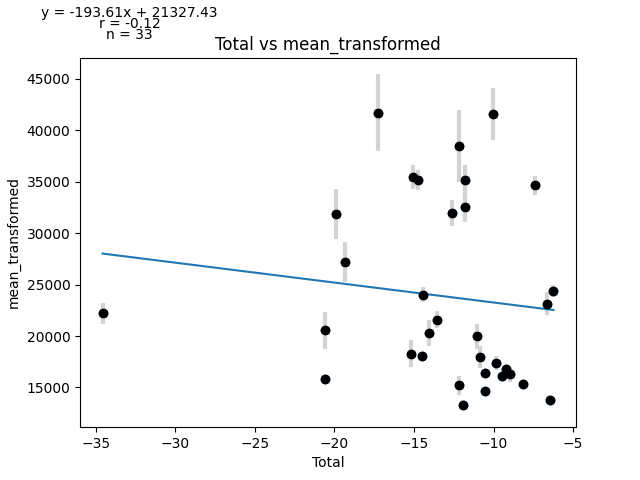 y = -193.61x + 21327.43
r = -0.12
n = 33
Total vs mean_transformed
45000
40000
35000
30000
25000
20000
15000
mean_transformed
−35
−30
−25
−20
−15
−10
−5
Total